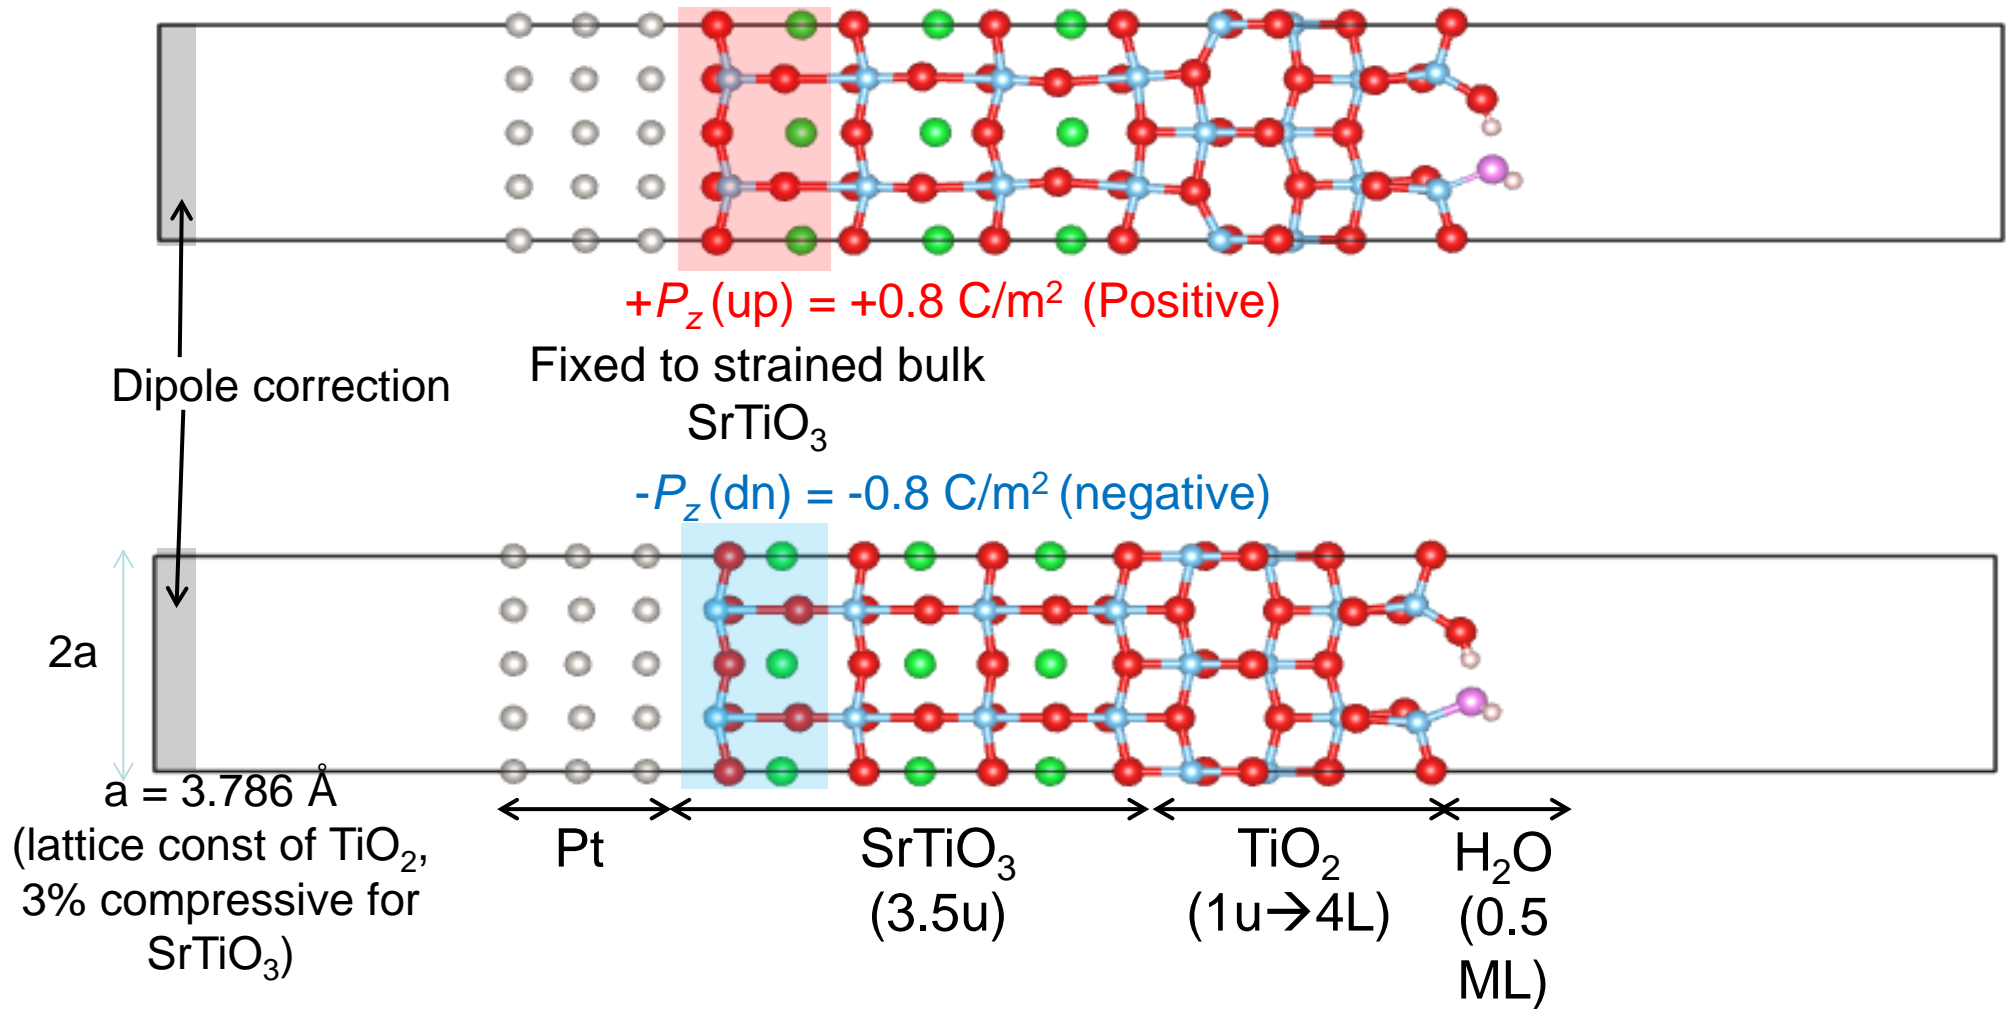 +Pz (up) = +0.8 C/m² (Positive)
Fixed to strained bulk
SrTiO₃
Dipole correction
-Pz (dn) = -0.8 C/m² (negative)
2a
a = 3.786 Å
(lattice const of TiO₂,
3% compressive for
SrTiO₃)
Pt
SrTiO₃
(3.5u)
TiO₂
(1u→4L)
H₂O
(0.5
ML)